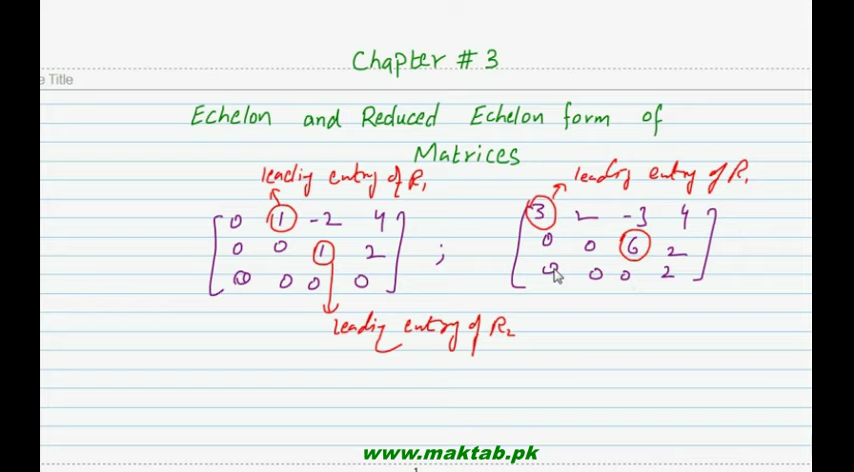 Chapter # 3
e Title
Echelon and Reduced Echelon form of
Matrices
leading entry of R₁
leading entry of R₁
0 1 -2 4
0 0 1 2 ;
0 0 0 0
3 2 -3 4
0 0 6 2
0 0 2
leading entry of R₂
www.maktab.pk